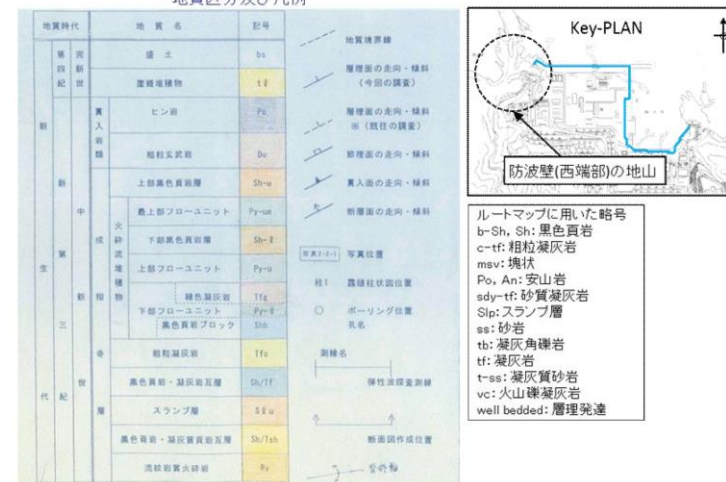 地質区分及び凡例
地質時代
地質名
記号
新生代
第四紀
完新世
盛土
bs
崖錐堆積物
tℓ
新第三紀
中新世
貫入岩類
ヒン岩
Po
粗粒玄武岩
Do
成相寺層
上部黒色頁岩層
Sh-u
火砕流堆積物
最上部フローユニット
Py-um
下部黒色頁岩層
Sh-ℓ
上部フローユニット
Py-u
緑色凝灰岩
Tfg
下部フローユニット
Py-ℓ
黒色頁岩ブロック
Shb
粗粒凝灰岩
Tfc
黒色頁岩・凝灰岩互層
Sh/Tf
スランプ層
Sℓu
黒色頁岩・凝灰質頁岩互層
Sh/Tsh
流紋岩質火砕岩
Ry
地質境界線
層理面の走向・傾斜
(今回の調査)
層理面の走向・傾斜
※(既往の調査)
節理面の走向・傾斜
貫入面の走向・傾斜
断層面の走向・傾斜
写真2-2-1 写真位置
柱1 露頭柱状図位置
ボーリング位置
孔名
測線名
弾性波探査測線
断面図作成位置
Key-PLAN
防波壁(西端部)の地山
ルートマップに用いた略号
b-Sh, Sh: 黒色頁岩
c-tf: 粗粒凝灰岩
msv: 塊状
Po, An: 安山岩
sdy-tf: 砂質凝灰岩
Slp: スランプ層
ss: 砂岩
tb: 凝灰角礫岩
tf: 凝灰岩
t-ss: 凝灰質砂岩
vc: 火山礫凝灰岩
well bedded: 層理発達